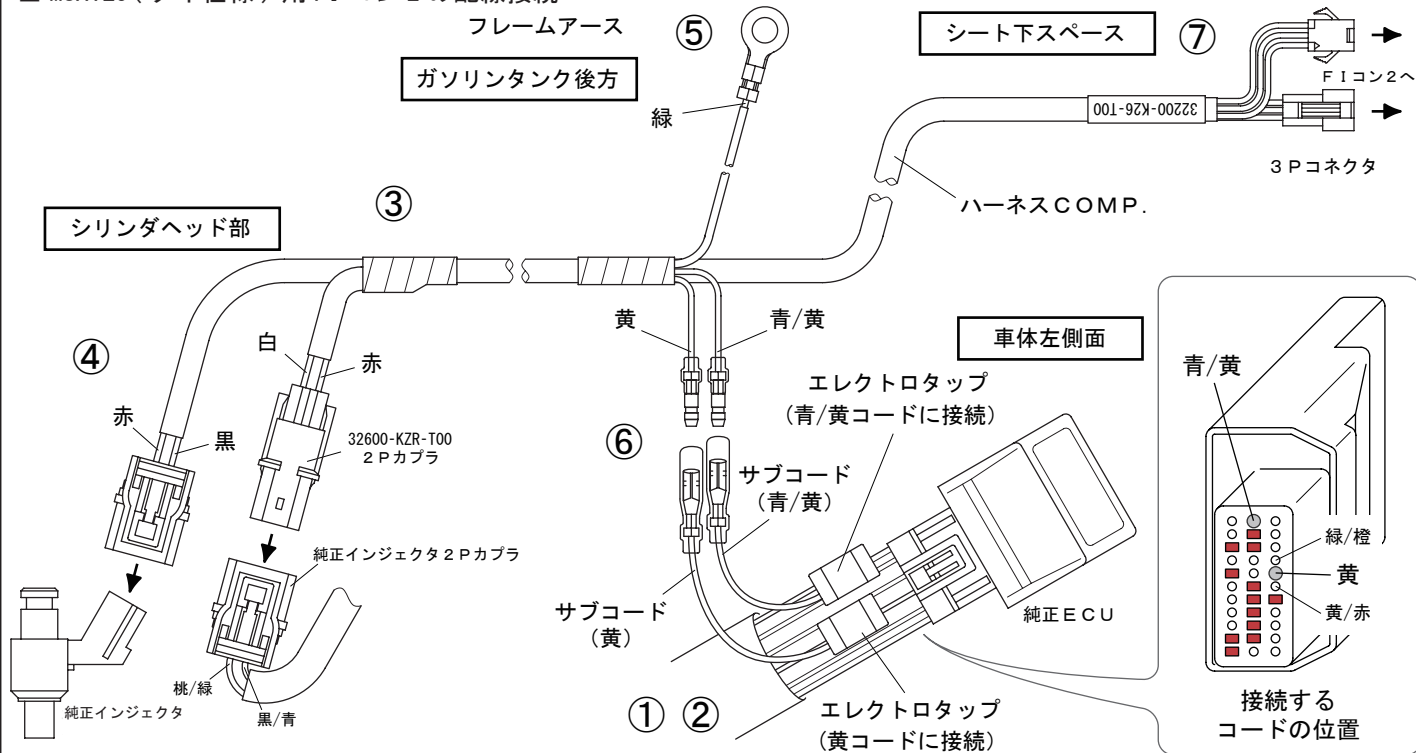 フレームアース
⑤
シート下スペース
⑦
ガソリンタンク後方
緑
FIコン2へ
32200-K26-T00
3Pコネクタ
ハーネスCOMP.
③
シリンダヘッド部
黄
青/黄
車体左側面
④
白
赤
エレクトロタップ
(青/黄コードに接続)
青/黄
赤
黒
32600-KZR-T00
2Pカプラ
⑥
サブコード
(青/黄)
緑/橙
黄
黄/赤
純正インジェクタ2Pカプラ
サブコード
(黄)
純正ECU
桃/緑
黒/青
純正インジェクタ
①②
エレクトロタップ
(黄コードに接続)
接続する
コードの位置